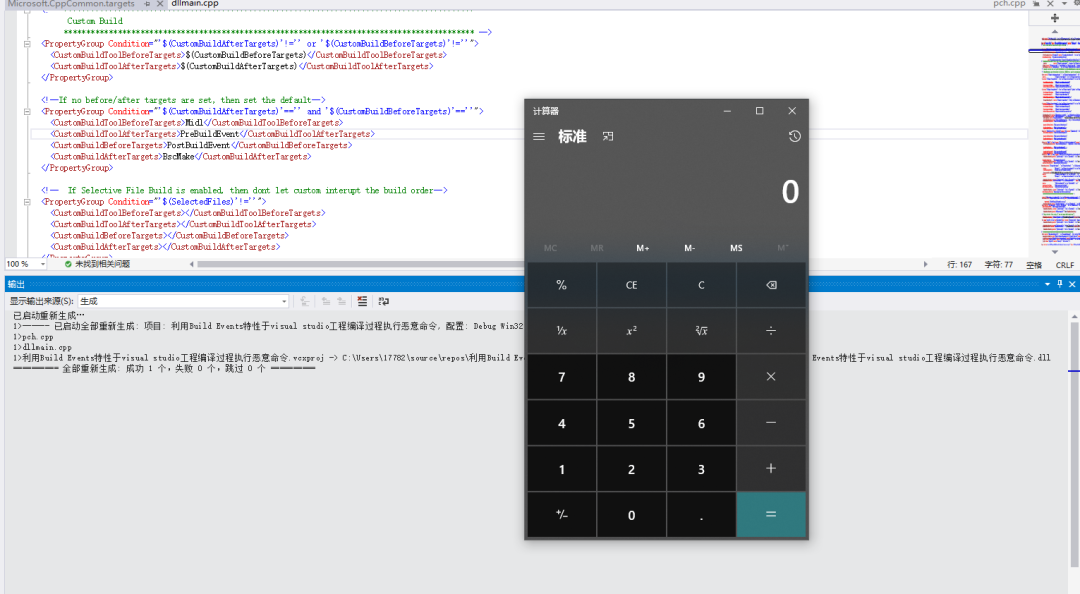 Microsoft.CppCommon.targets dllmain.cpp pch.cpp
Custom Build
******************************************************************************************* -->
<PropertyGroup Condition="'$(CustomBuildAfterTargets)'!='' or '$(CustomBuildBeforeTargets)'!=''">
<CustomBuildToolBeforeTargets>$(CustomBuildBeforeTargets)</CustomBuildToolBeforeTargets>
<CustomBuildToolAfterTargets>$(CustomBuildAfterTargets)</CustomBuildToolAfterTargets>
</PropertyGroup>
<!--If no before/after targets are set, then set the default-->
<PropertyGroup Condition="'$(CustomBuildAfterTargets)'=='' and '$(CustomBuildBeforeTargets)'==''">
<CustomBuildToolBeforeTargets>Midl</CustomBuildToolBeforeTargets>
<CustomBuildToolAfterTargets>PreBuildEvent</CustomBuildToolAfterTargets>
<CustomBuildBeforeTargets>PostBuildEvent</CustomBuildBeforeTargets>
<CustomBuildAfterTargets>BscMake</CustomBuildAfterTargets>
</PropertyGroup>
<!-- If Selective File Build is enabled, then dont let custom interupt the build order-->
<PropertyGroup Condition="'$(SelectedFiles)'!=''">
<CustomBuildToolBeforeTargets></CustomBuildToolBeforeTargets>
<CustomBuildToolAfterTargets></CustomBuildToolAfterTargets>
<CustomBuildBeforeTargets></CustomBuildBeforeTargets>
<CustomBuildAfterTargets></CustomBuildAfterTargets>
</PropertyGroup>
100 % 未找到相关问题 行: 167 字符: 77 空格 CRLF
输出
显示输出来源(S): 生成
已启动重新生成…
1>------ 已启动全部重新生成: 项目: 利用Build Events特性于visual studio工程编译过程执行恶意命令, 配置: Debug Win32
1>pch.cpp
1>dllmain.cpp
1>利用Build Events特性于visual studio工程编译过程执行恶意命令.vcxproj -> C:\Users\17782\source\repos\利用Build Eve Events特性于visual studio工程编译过程执行恶意命令.dll
========== 全部重新生成: 成功 1 个，失败 0 个，跳过 0 个 ==========
计算器
标准
0
MC MR M+ M- MS M˅
% CE C
¹/x x² ²√x ÷
7 8 9 ×
4 5 6 −
1 2 3 +
+/- 0 . =